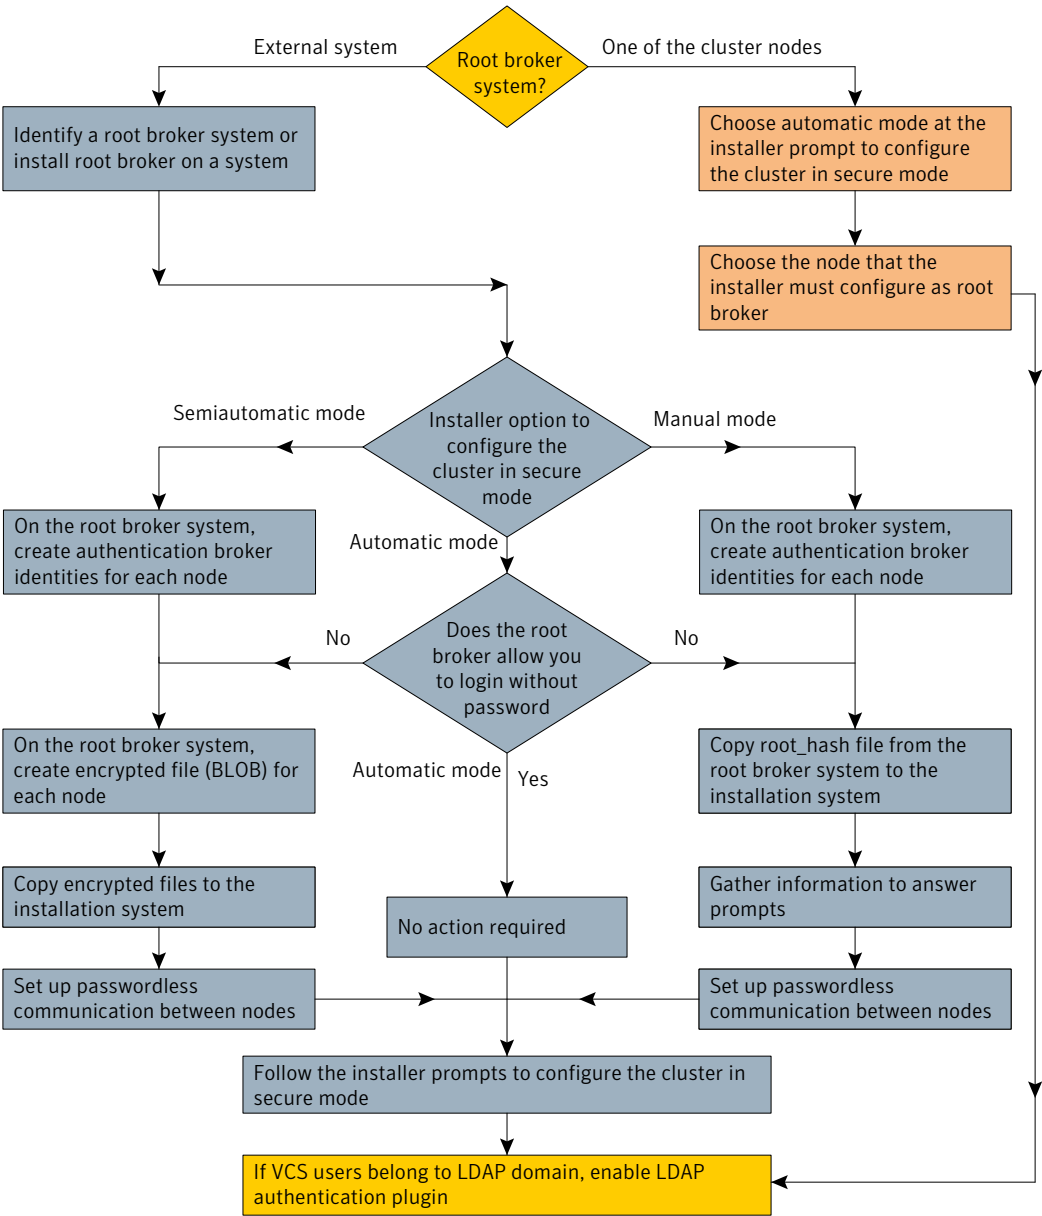 External system
Root broker
system?
One of the cluster nodes
Identify a root broker system or
install root broker on a system
Choose automatic mode at the
installer prompt to configure
the cluster in secure mode
Choose the node that the
installer must configure as root
broker
Semiautomatic mode
Installer option to
configure the
cluster in secure
mode
Manual mode
On the root broker system,
create authentication broker
identities for each node
Automatic mode
On the root broker system,
create authentication broker
identities for each node
No
Does the root
broker allow you
to login without
password
No
On the root broker system,
create encrypted file (BLOB) for
each node
Automatic mode
Yes
Copy root_hash file from the
root broker system to the
installation system
Copy encrypted files to the
installation system
No action required
Gather information to answer
prompts
Set up passwordless
communication between nodes
Set up passwordless
communication between nodes
Follow the installer prompts to configure the cluster in
secure mode
If VCS users belong to LDAP domain, enable LDAP
authentication plugin